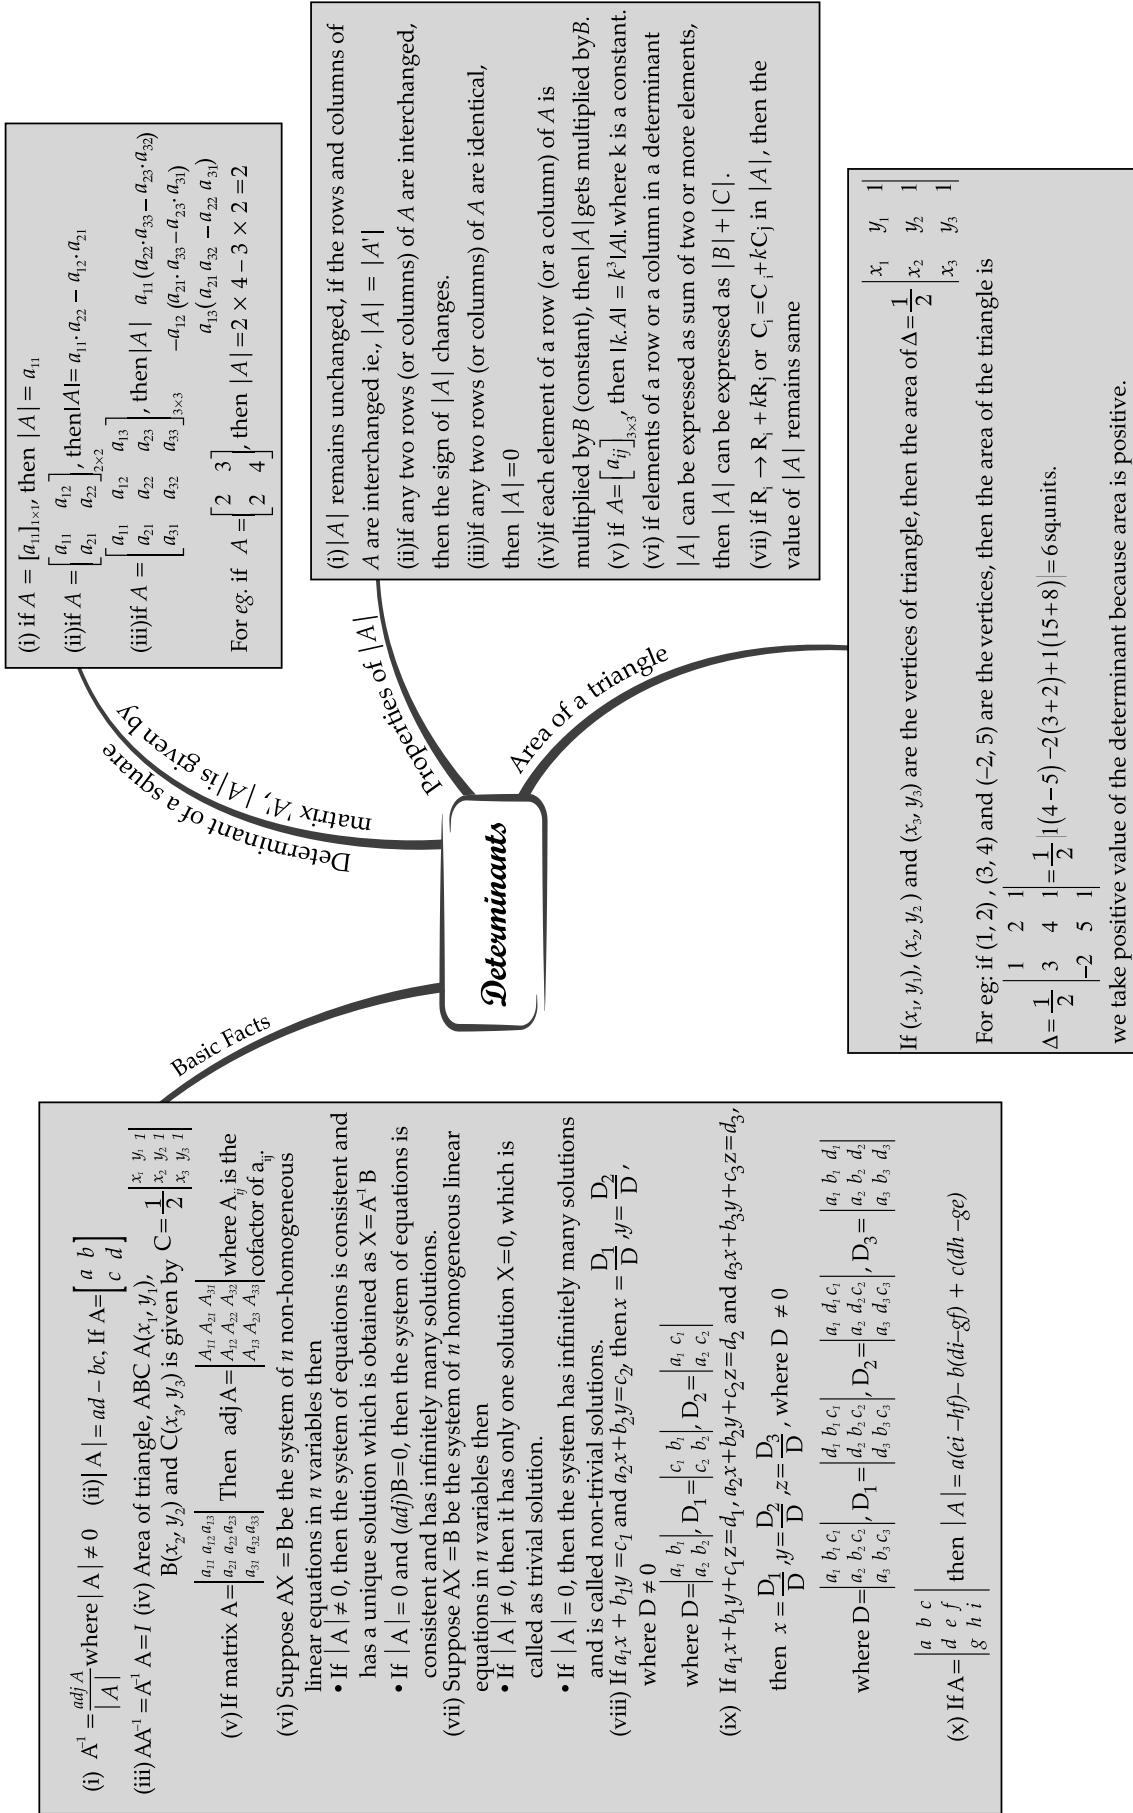 Determinants
Determinant of a square
matrix 'A', |A| is given by
(i) if A = [a₁₁]₁×₁, then |A| = a₁₁
(ii) if A = [a₁₁ a₁₂
a₂₁ a₂₂]₂×₂, then |A| = a₁₁.a₂₂ − a₁₂.a₂₁
(iii) if A = [a₁₁ a₁₂ a₁₃
a₂₁ a₂₂ a₂₃
a₃₁ a₃₂ a₃₃]₃×₃, then |A| a₁₁(a₂₂.a₃₃ − a₂₃.a₃₂)
−a₁₂ (a₂₁.a₃₃ − a₂₃.a₃₁)
a₁₃(a₂₁ a₃₂ − a₂₂ a₃₁)
For eg. if A = [2 3
2 4], then |A| = 2 × 4 − 3 × 2 = 2
Properties of |A|
(i) |A| remains unchanged, if the rows and columns of
A are interchanged ie., |A| = |A'|
(ii) if any two rows (or columns) of A are interchanged,
then the sign of |A| changes.
(iii) if any two rows (or columns) of A are identical,
then |A| = 0
(iv) if each element of a row (or a column) of A is
multiplied by B (constant), then |A| gets multiplied by B.
(v) if A = [aᵢⱼ]₃×₃, then |k.A| = k³|A|. where k is a constant.
(vi) if elements of a row or a column in a determinant
|A| can be expressed as sum of two or more elements,
then |A| can be expressed as |B| + |C|.
(vii) if Rᵢ → Rᵢ + kRⱼ or Cᵢ = Cᵢ + kCⱼ in |A|, then the
value of |A| remains same
Area of a triangle
If (x₁, y₁), (x₂, y₂) and (x₃, y₃) are the vertices of triangle, then the area of Δ = 1/2 |x₁ y₁ 1
x₂ y₂ 1
x₃ y₃ 1|
For eg: if (1, 2), (3, 4) and (−2, 5) are the vertices, then the area of the triangle is
Δ = 1/2 |1 2 1
3 4 1
−2 5 1| = 1/2 |1(4 − 5) −2(3+2)+1(15+8)| = 6 sq.units.
we take positive value of the determinant because area is positive.
Basic Facts
(i) A⁻¹ = adj A/|A| where |A| ≠ 0 (ii) |A| = ad − bc, If A = [a b
c d]
(iii) AA⁻¹ = A⁻¹ A = I (iv) Area of triangle, ABC A(x₁, y₁),
B(x₂, y₂) and C(x₃, y₃) is given by C = 1/2 |x₁ y₁ 1
x₂ y₂ 1
x₃ y₃ 1|
(v) If matrix A = |a₁₁ a₁₂ a₁₃
a₂₁ a₂₂ a₂₃
a₃₁ a₃₂ a₃₃| Then adj A = |A₁₁ A₂₁ A₃₁
A₁₂ A₂₂ A₃₂
A₁₃ A₂₃ A₃₃| where Aᵢⱼ is the
cofactor of aᵢⱼ.
(vi) Suppose AX = B be the system of n non-homogeneous
linear equations in n variables then
• If |A| ≠ 0, then the system of equations is consistent and
has a unique solution which is obtained as X = A⁻¹ B
• If |A| = 0 and (adj)B = 0, then the system of equations is
consistent and has infinitely many solutions.
(vii) Suppose AX = B be the system of n homogeneous linear
equations in n variables then
• If |A| ≠ 0, then it has only one solution X = 0, which is
called as trivial solution.
• If |A| = 0, then the system has infinitely many solutions
and is called non-trivial solutions.
(viii) If a₁x + b₁y = c₁ and a₂x + b₂y = c₂, then x = D₁/D, y = D₂/D,
where D ≠ 0
where D = |a₁ b₁
a₂ b₂|, D₁ = |c₁ b₁
c₂ b₂|, D₂ = |a₁ c₁
a₂ c₂|
(ix) If a₁x+b₁y+c₁z=d₁, a₂x+b₂y+c₂z=d₂ and a₃x+b₃y+c₃z=d₃,
then x = D₁/D, y = D₂/D, z = D₃/D, where D ≠ 0
where D = |a₁ b₁ c₁
a₂ b₂ c₂
a₃ b₃ c₃|, D₁ = |d₁ b₁ c₁
d₂ b₂ c₂
d₃ b₃ c₃|, D₂ = |a₁ d₁ c₁
a₂ d₂ c₂
a₃ d₃ c₃|, D₃ = |a₁ b₁ d₁
a₂ b₂ d₂
a₃ b₃ d₃|
(x) If A = |a b c
d e f
g h i| then |A| = a(ei − hf) − b(di − gf) + c(dh − ge)